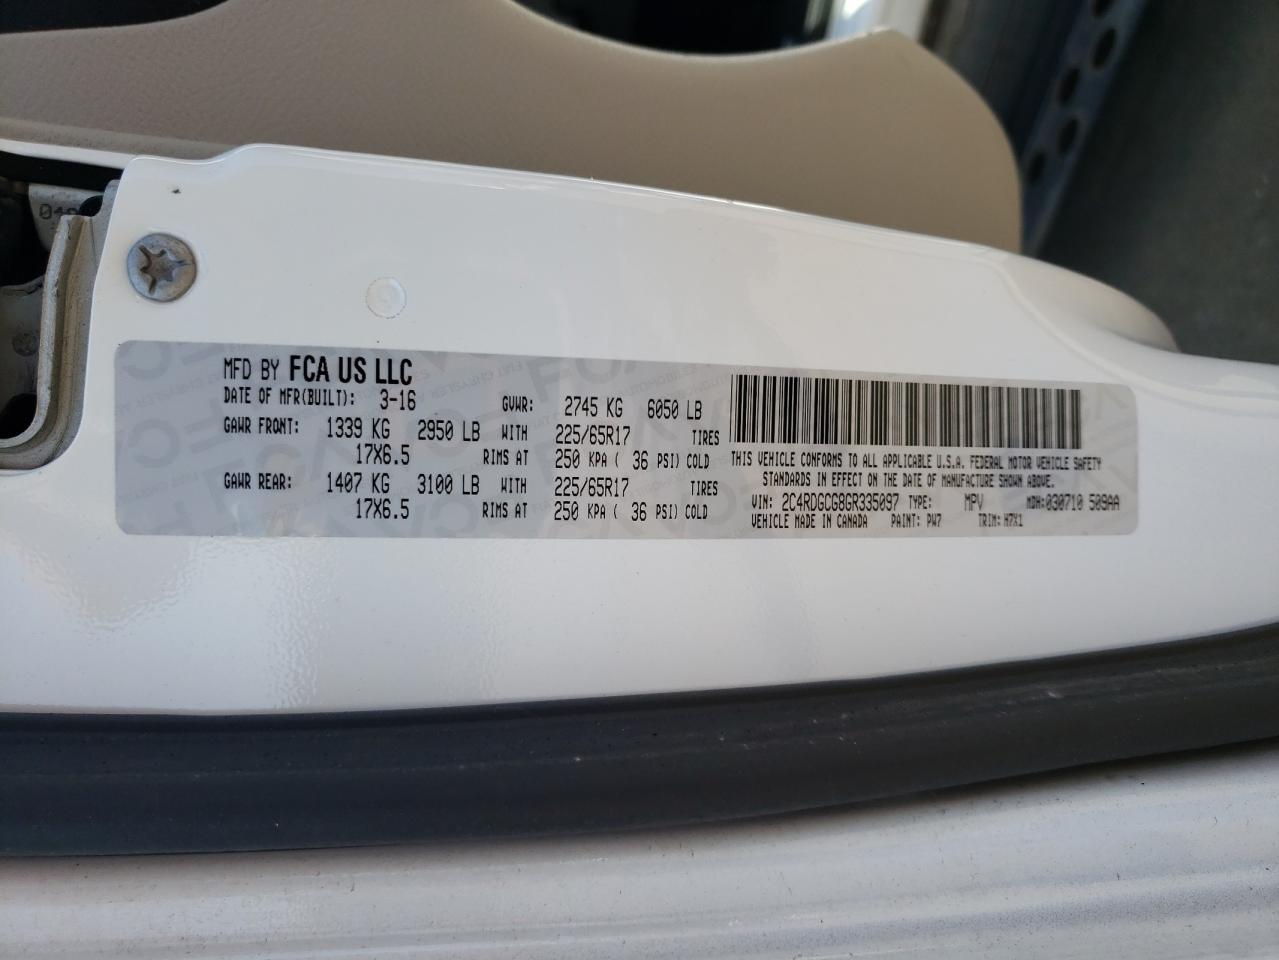 MFD BY FCA US LLC
DATE OF MFR(BUILT): 3-16 GVWR: 2745 KG 6050 LB
GAWR FRONT: 1339 KG 2950 LB WITH 225/65R17 TIRES
17X6.5 RIMS AT 250 KPA ( 36 PSI) COLD
GAWR REAR: 1407 KG 3100 LB WITH 225/65R17 TIRES
17X6.5 RIMS AT 250 KPA ( 36 PSI) COLD
THIS VEHICLE CONFORMS TO ALL APPLICABLE U.S.A. FEDERAL MOTOR VEHICLE SAFETY
STANDARDS IN EFFECT ON THE DATE OF MANUFACTURE SHOWN ABOVE.
VIN: 2C4RDGCG8GR335097 TYPE: MPV MDH: 030710 509AA
VEHICLE MADE IN CANADA PAINT: PW7 TRIM: H7X1